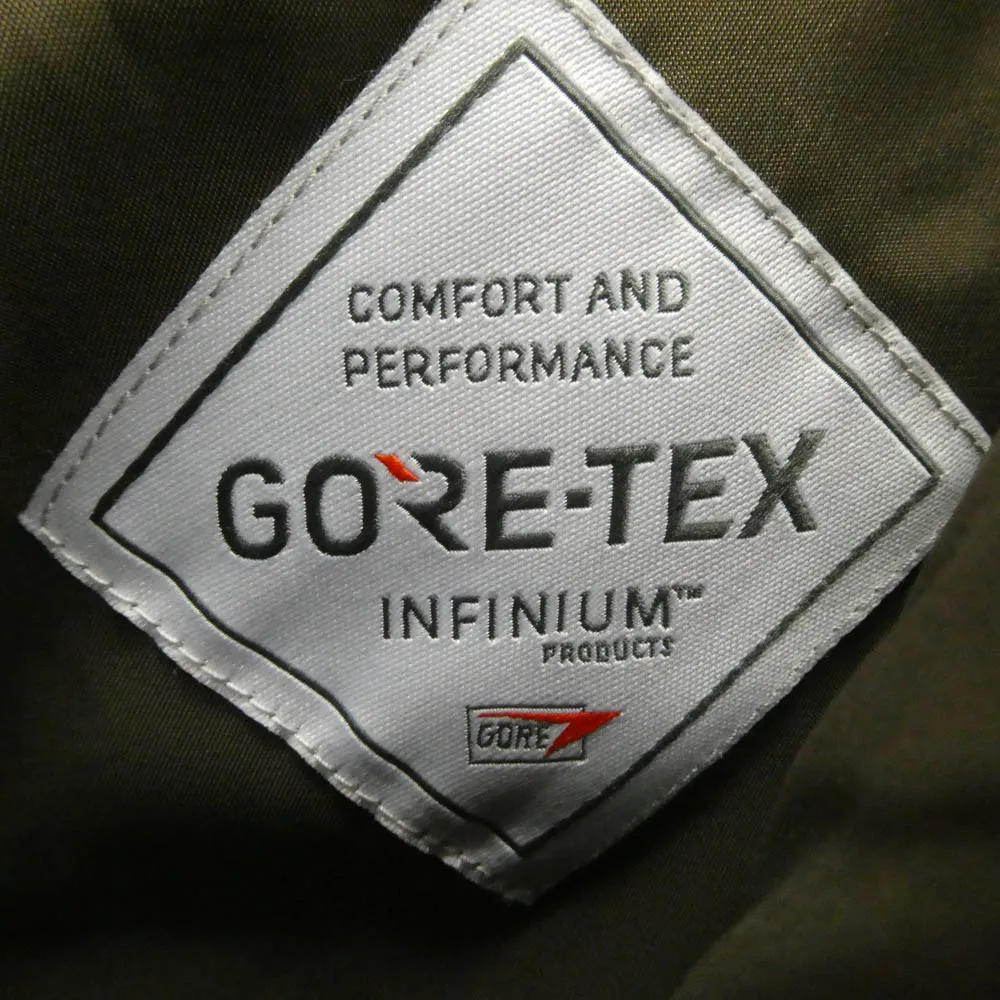 COMFORT AND
PERFORMANCE
GORE-TEX
INFINIUM™
PRODUCTS
GORE